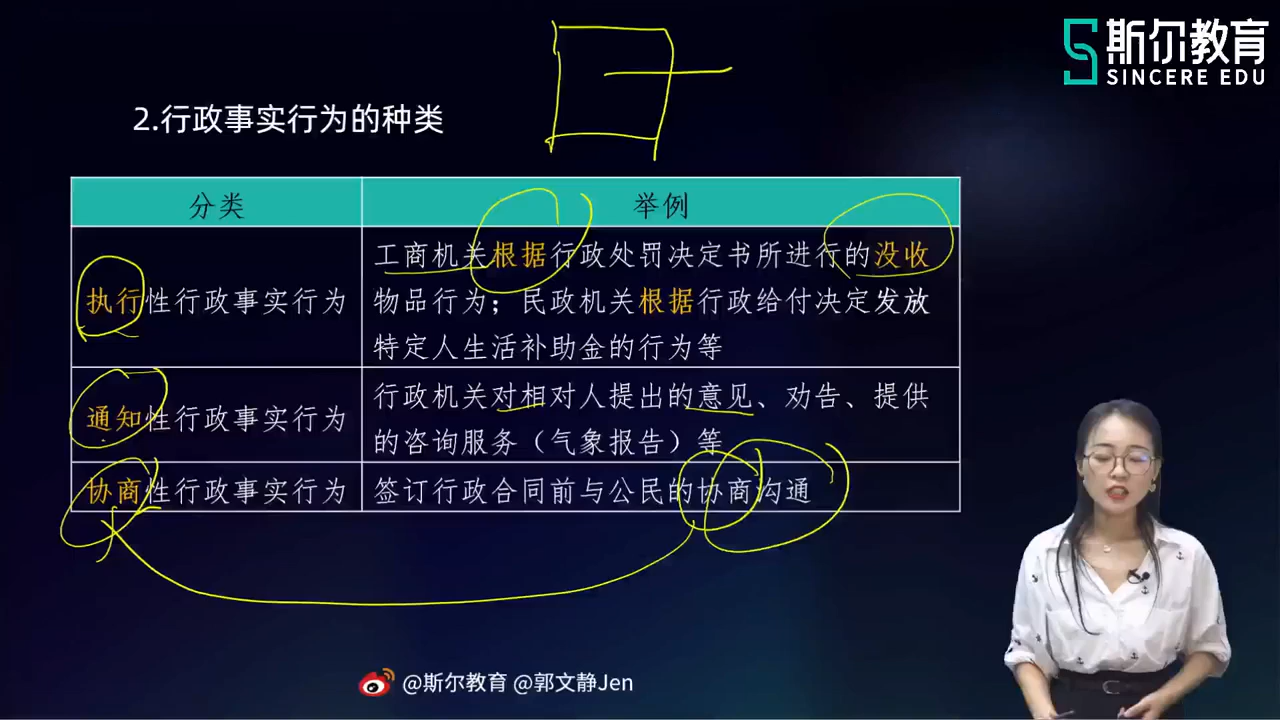 斯尔教育
SINCERE EDU
2.行政事实行为的种类
分类
举例
执行性行政事实行为
工商机关根据行政处罚决定书所进行的没收
物品行为；民政机关根据行政给付决定发放
特定人生活补助金的行为等
通知性行政事实行为
行政机关对相对人提出的意见、劝告、提供
的咨询服务（气象报告）等
协商性行政事实行为
签订行政合同前与公民的协商沟通
@斯尔教育 @郭文静Jen